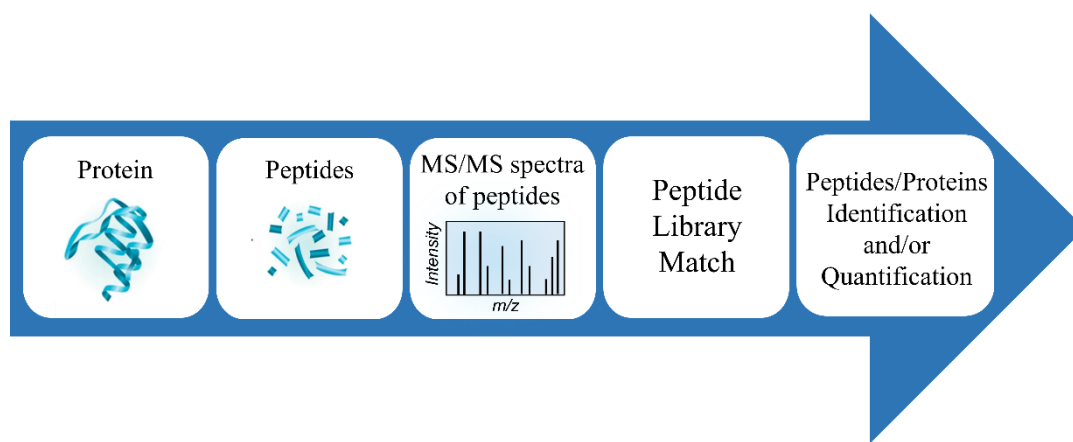 Protein
Peptides
MS/MS spectra
of peptides
Intensity
m/z
Peptide
Library
Match
Peptides/Proteins
Identification
and/or
Quantification